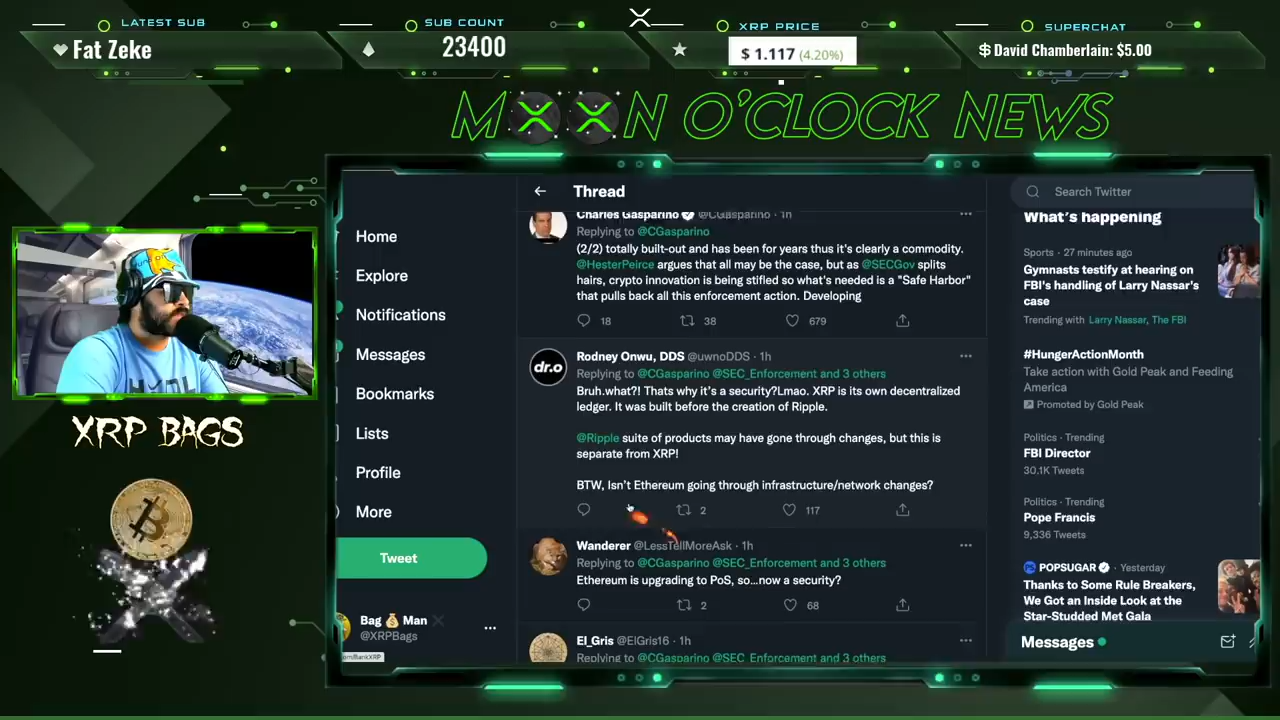 LATEST SUB
Fat Zeke
SUB COUNT
23400
XRP PRICE
$ 1.117 (4.20%)
SUPERCHAT
David Chamberlain: $5.00
MOON O'CLOCK NEWS
XRP BAGS
Home
Explore
Notifications
Messages
Bookmarks
Lists
Profile
More
Tweet
Bag 💰 Man
@XRPBags
Thread
Charles Gasparino @CGasparino · 1h
Replying to @CGasparino
(2/2) totally built-out and has been for years thus it's clearly a commodity.
@HesterPeirce argues that all may be the case, but as @SECGov splits
hairs, crypto innovation is being stifled so what's needed is a "Safe Harbor"
that pulls back all this enforcement action. Developing
18 38 679
dr.o
Rodney Onwu, DDS @uwnoDDS · 1h
Replying to @CGasparino @SEC_Enforcement and 3 others
Bruh.what?! Thats why it's a security?Lmao. XRP is its own decentralized
ledger. It was built before the creation of Ripple.
@Ripple suite of products may have gone through changes, but this is
separate from XRP!
BTW, Isn't Ethereum going through infrastructure/network changes?
2 117
Wanderer @LessTellMoreAsk · 1h
Replying to @CGasparino @SEC_Enforcement and 3 others
Ethereum is upgrading to PoS, so...now a security?
2 68
El_Gris @ElGris16 · 1h
Replying to @CGasparino @SEC_Enforcement and 3 others
Search Twitter
What's happening
Sports · 27 minutes ago
Gymnasts testify at hearing on
FBI's handling of Larry Nassar's
case
Trending with Larry Nassar, The FBI
#HungerActionMonth
Take action with Gold Peak and Feeding
America
Promoted by Gold Peak
Politics · Trending
FBI Director
30.1K Tweets
Politics · Trending
Pope Francis
9,336 Tweets
POPSUGAR · Yesterday
Thanks to Some Rule Breakers,
We Got an Inside Look at the
Star-Studded Met Gala
Messages